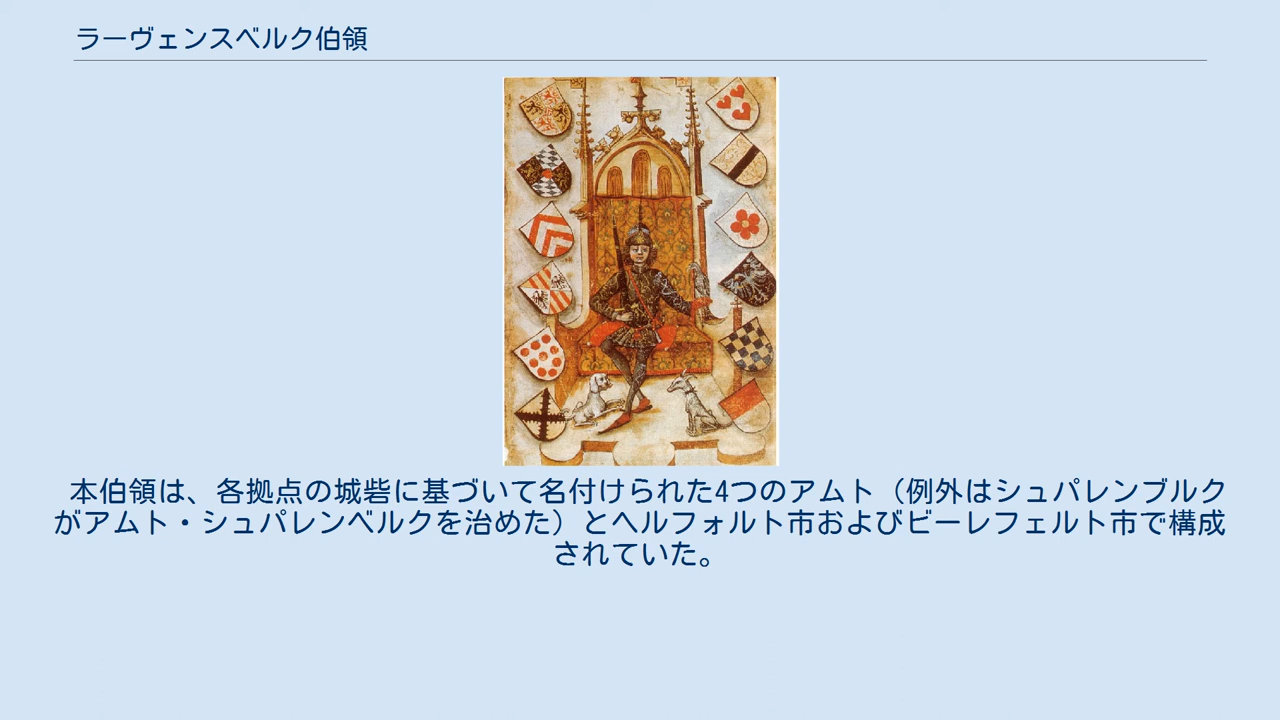 ラーヴェンスベルク伯領
本伯領は、各拠点の城砦に基づいて名付けられた4つのアムト（例外はシュパレンブルク
がアムト・シュパレンベルクを治めた）とヘルフォルト市およびビーレフェルト市で構成
されていた。